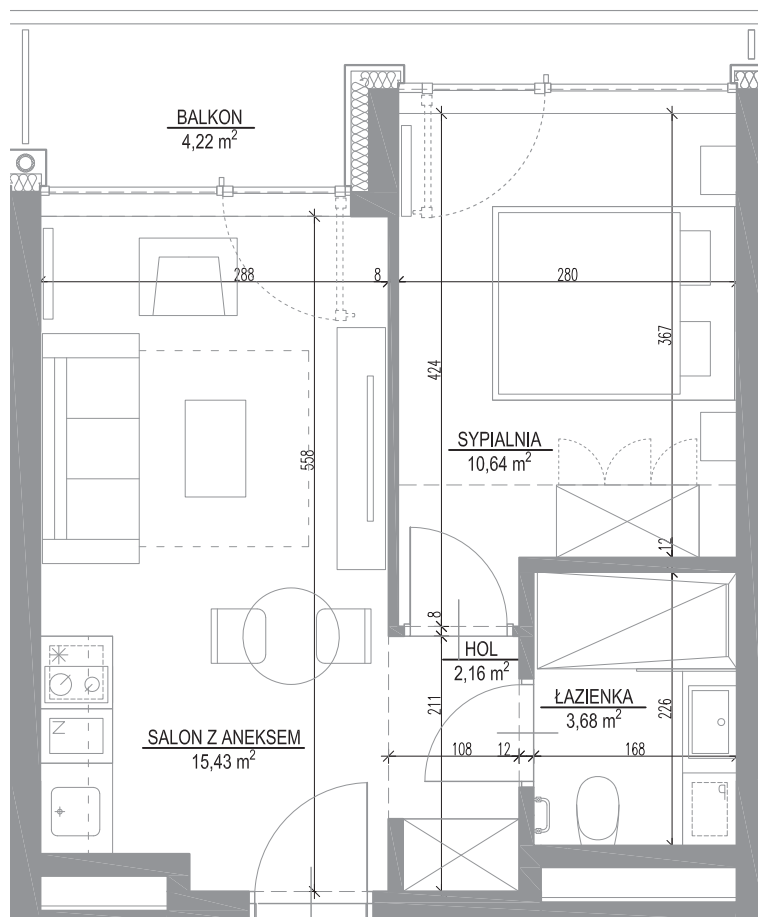 BALKON
4,22 m²
288
8
280
367
424
558
SYPIALNIA
10,64 m²
12
8
HOL
2,16 m²
211
ŁAZIENKA
3,68 m²
226
SALON Z ANEKSEM
15,43 m²
108
12
168
Z